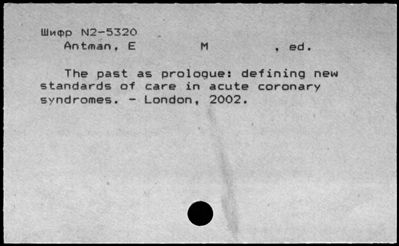 Шифр N2-5320
Antman, E M , ed.
The past as prologue: defining new
standards of care in acute coronary
syndromes. - London, 2002.